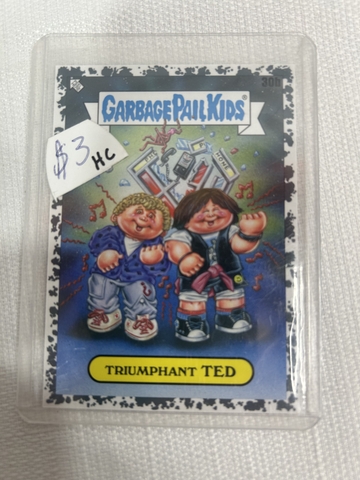 30b
GARBAGE PAIL KIDS
$3
HC
TRIUMPHANT TED